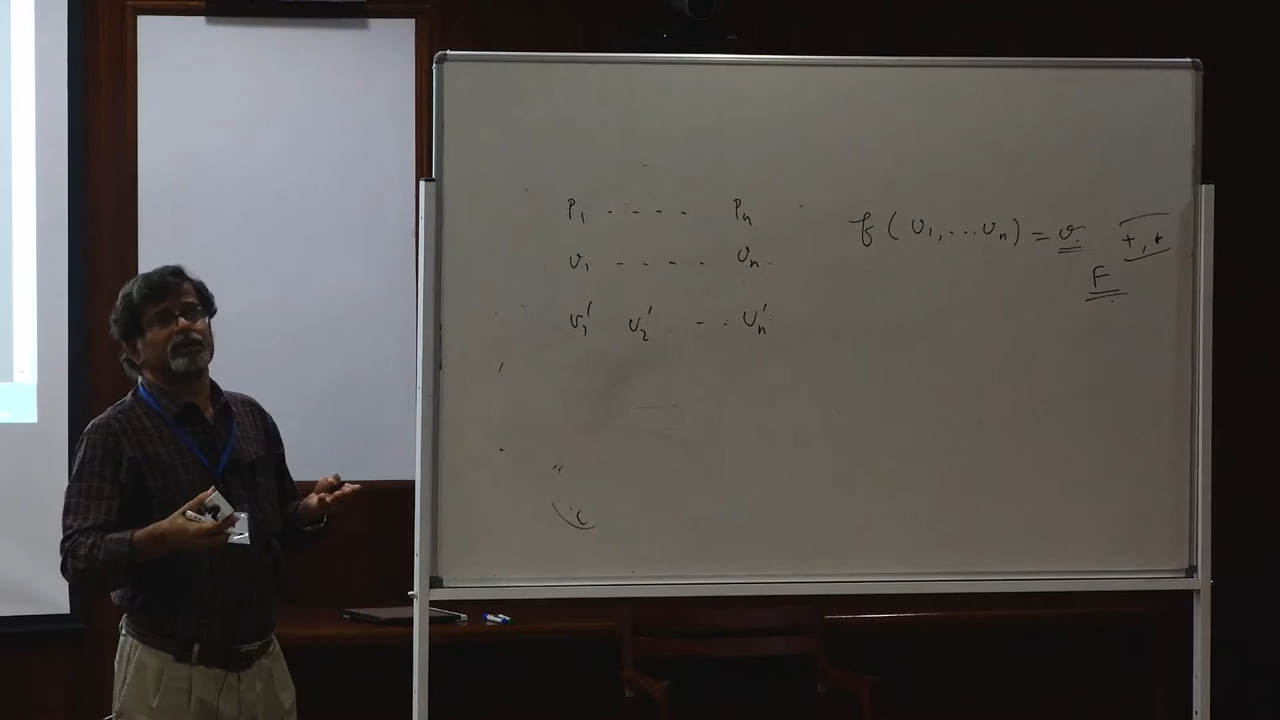 P1 - - - - Pn
v1 - - - - vn
v1' v2' - - vn'
f(v1, ... vn) = v. +, *
F